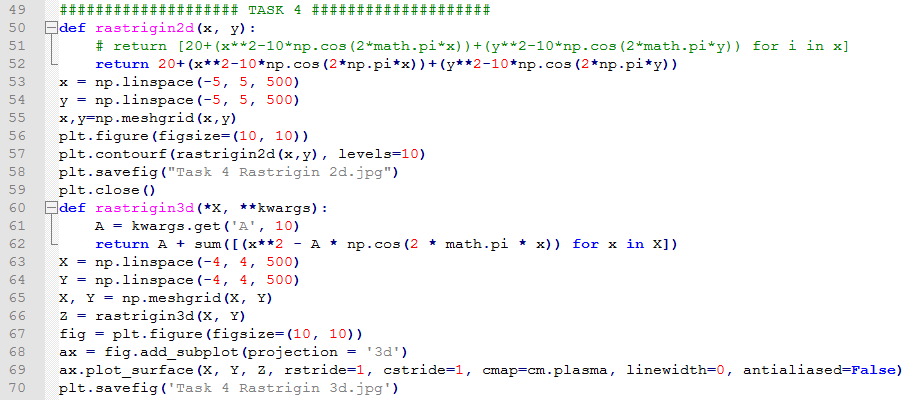 49 #################### TASK 4 ####################
50 def rastrigin2d(x, y):
51 # return [20+(x**2-10*np.cos(2*math.pi*x))+(y**2-10*np.cos(2*math.pi*y)) for i in x]
52 return 20+(x**2-10*np.cos(2*np.pi*x))+(y**2-10*np.cos(2*np.pi*y))
53 x = np.linspace(-5, 5, 500)
54 y = np.linspace(-5, 5, 500)
55 x,y=np.meshgrid(x,y)
56 plt.figure(figsize=(10, 10))
57 plt.contourf(rastrigin2d(x,y), levels=10)
58 plt.savefig("Task 4 Rastrigin 2d.jpg")
59 plt.close()
60 def rastrigin3d(*X, **kwargs):
61 A = kwargs.get('A', 10)
62 return A + sum([(x**2 - A * np.cos(2 * math.pi * x)) for x in X])
63 X = np.linspace(-4, 4, 500)
64 Y = np.linspace(-4, 4, 500)
65 X, Y = np.meshgrid(X, Y)
66 Z = rastrigin3d(X, Y)
67 fig = plt.figure(figsize=(10, 10))
68 ax = fig.add_subplot(projection = '3d')
69 ax.plot_surface(X, Y, Z, rstride=1, cstride=1, cmap=cm.plasma, linewidth=0, antialiased=False)
70 plt.savefig('Task 4 Rastrigin 3d.jpg')